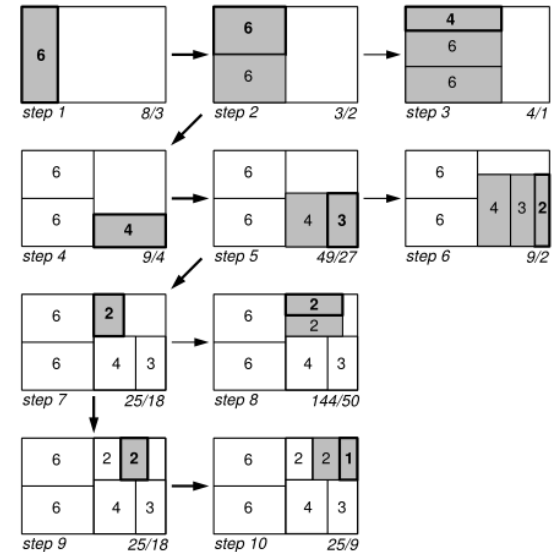 6 6 4
6 6
6
step 1 8/3 step 2 3/2 step 3 4/1
6 6 6
6 4 6 4 3 6 4 3 2
step 4 9/4 step 5 49/27 step 6 9/2
6 2 6 2
2
6 4 3 6 4 3
step 7 25/18 step 8 144/50
6 2 2 6 2 2 1
6 4 3 6 4 3
step 9 25/18 step 10 25/9